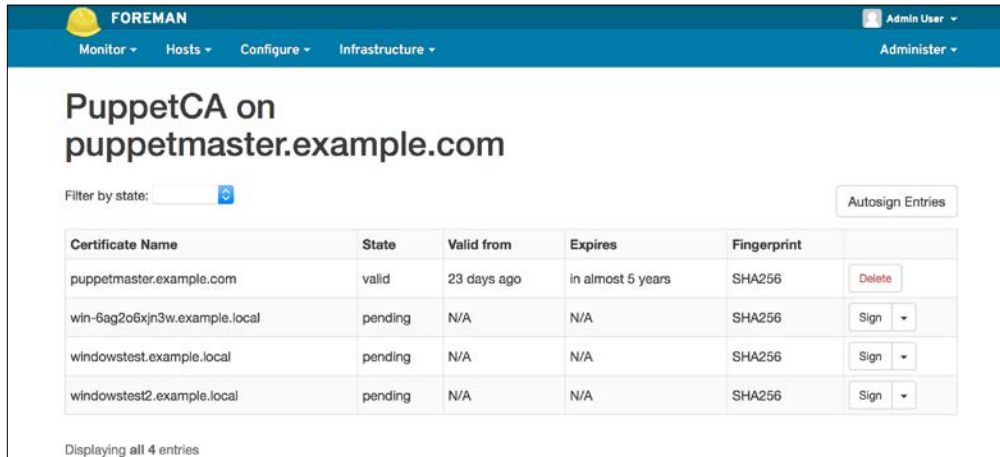 FOREMAN
Admin User
Monitor Hosts Configure Infrastructure Administer
PuppetCA on
puppetmaster.example.com
Filter by state:
Autosign Entries
Certificate Name State Valid from Expires Fingerprint
puppetmaster.example.com valid 23 days ago in almost 5 years SHA256 Delete
win-6ag2o6xjn3w.example.local pending N/A N/A SHA256 Sign
windowstest.example.local pending N/A N/A SHA256 Sign
windowstest2.example.local pending N/A N/A SHA256 Sign
Displaying all 4 entries